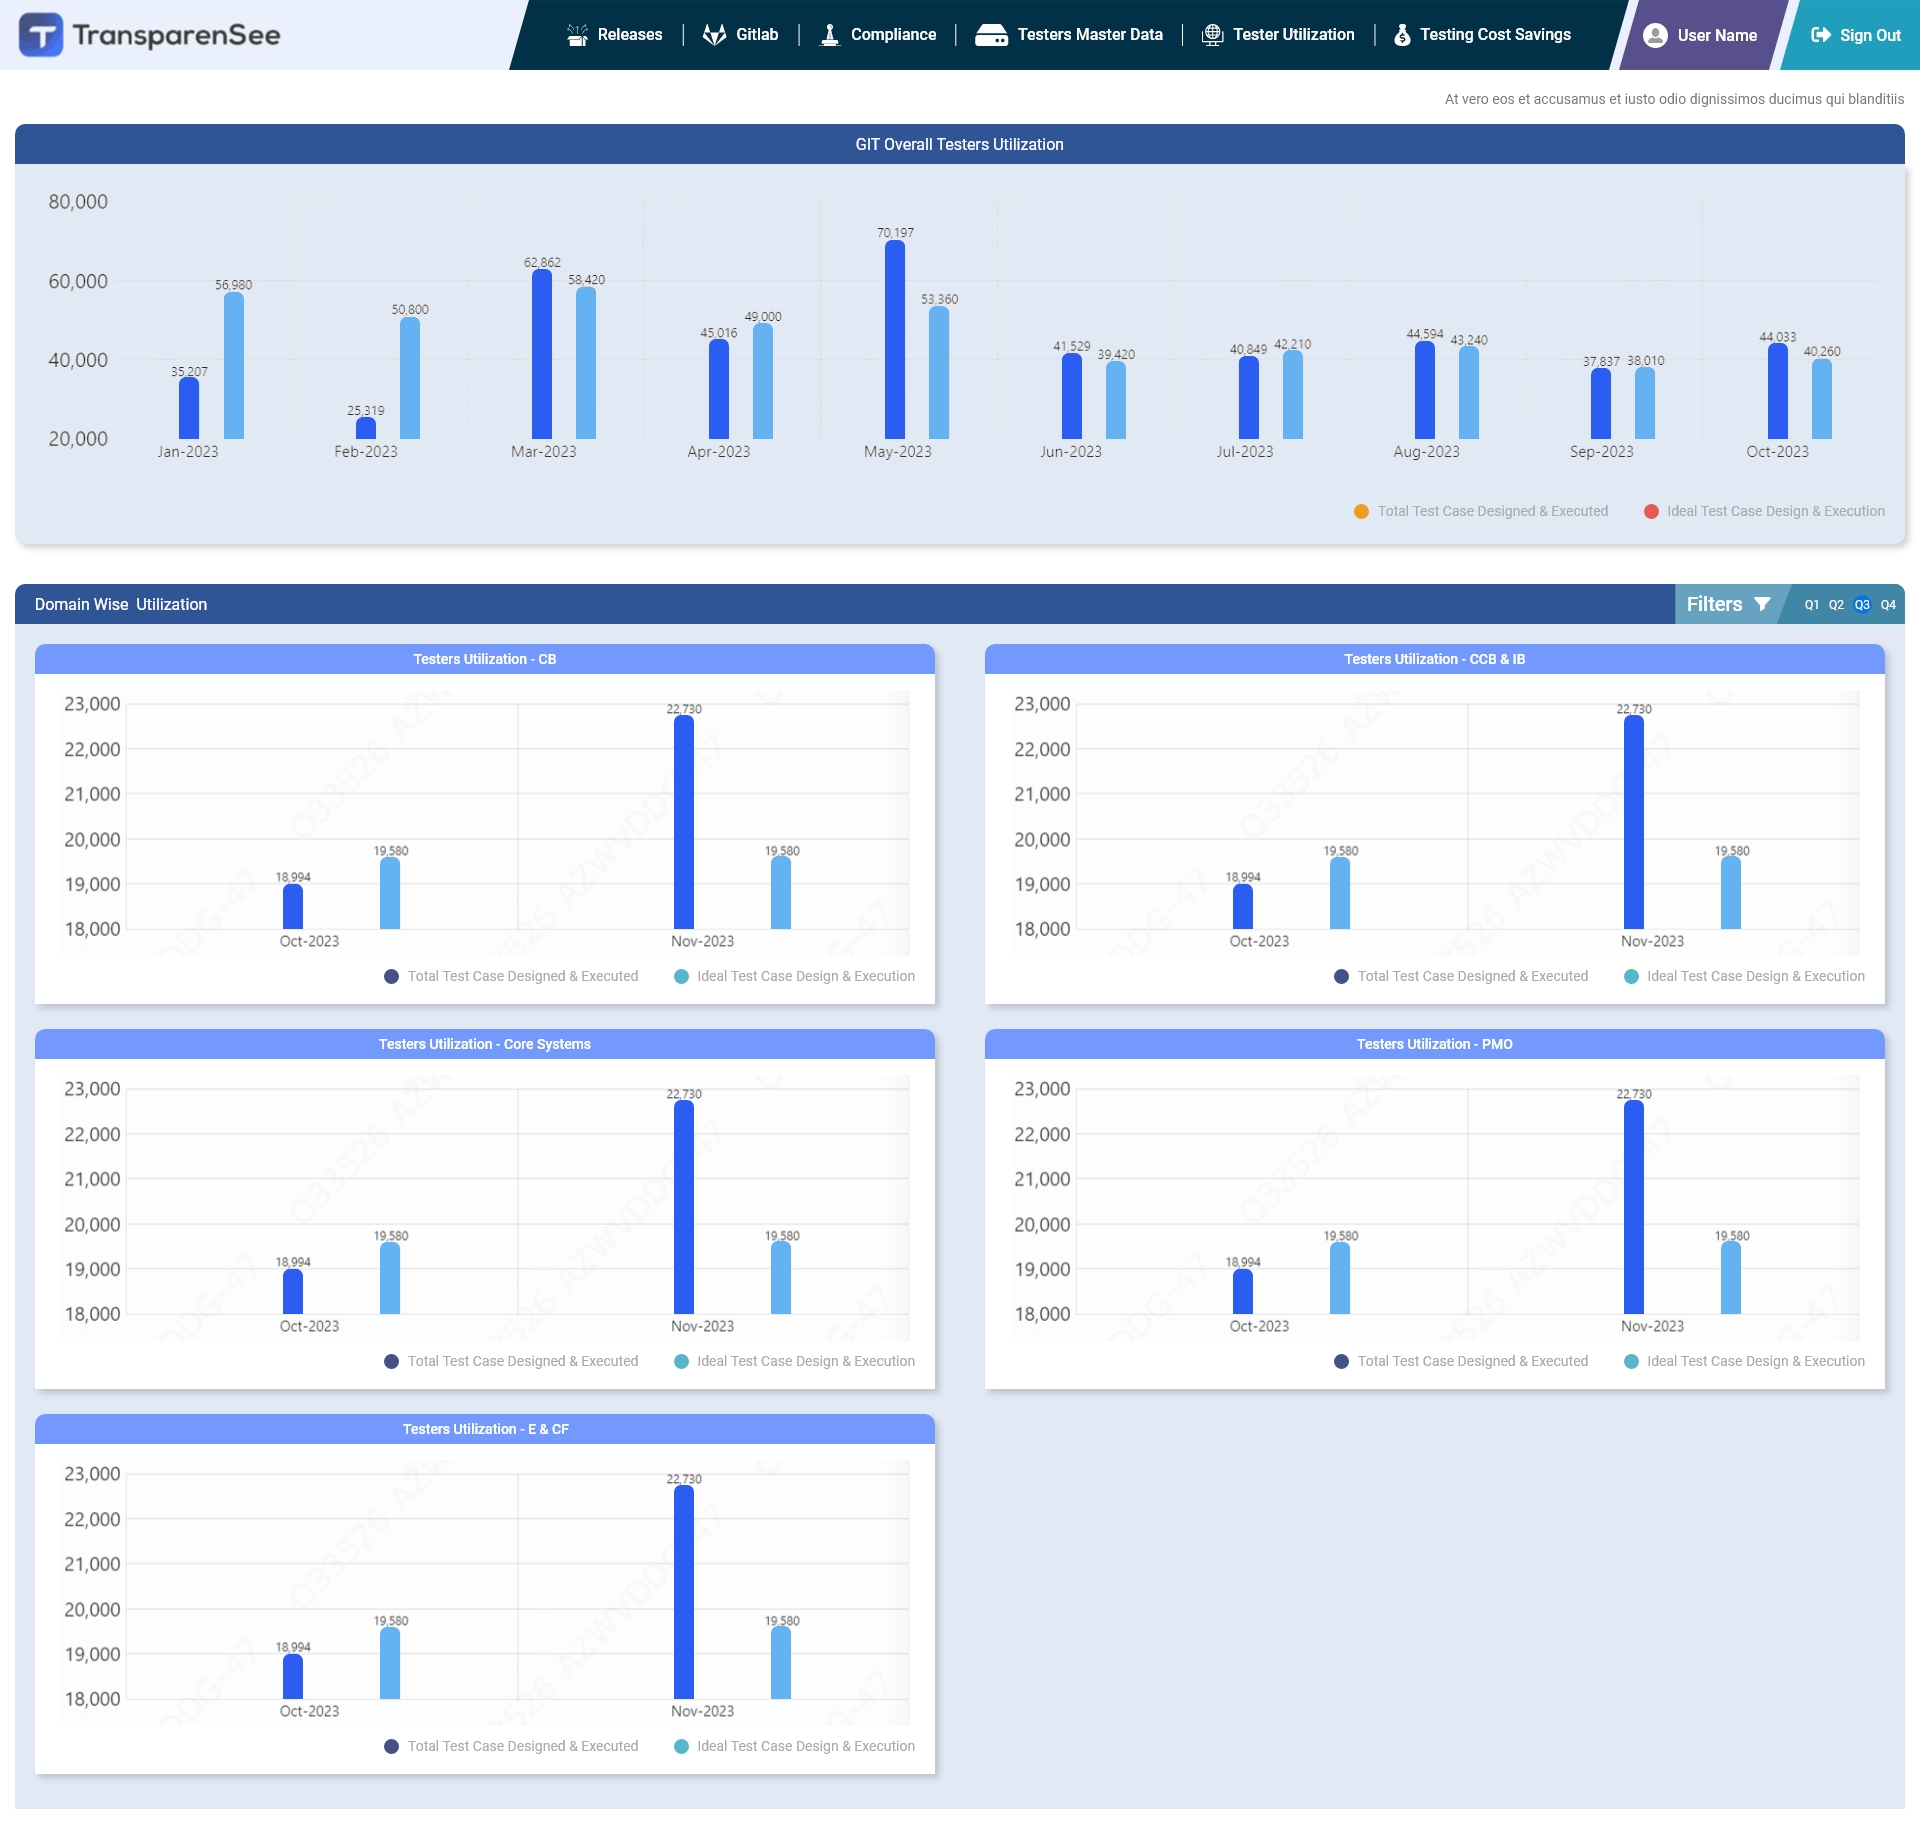 TransparenSee
Releases
Gitlab
Compliance
Testers Master Data
Tester Utilization
Testing Cost Savings
User Name
Sign Out
At vero eos et accusamus et iusto odio dignissimos ducimus qui blanditiis
GIT Overall Testers Utilization
80,000
60,000
40,000
20,000
35,207 56,980
25,319 50,800
62,862 58,420
45,016 49,000
70,197 53,360
41,529 39,420
40,849 42,210
44,594 43,240
37,837 38,010
44,033 40,260
Jan-2023 Feb-2023 Mar-2023 Apr-2023 May-2023 Jun-2023 Jul-2023 Aug-2023 Sep-2023 Oct-2023
Total Test Case Designed & Executed Ideal Test Case Design & Execution
Domain Wise Utilization
Filters
Q1 Q2 Q3 Q4
Testers Utilization - CB
23,000
22,000
21,000
20,000
19,000
18,000
18,994 19,580 22,730 19,580
Oct-2023 Nov-2023
Total Test Case Designed & Executed Ideal Test Case Design & Execution
Testers Utilization - CCB & IB
23,000
22,000
21,000
20,000
19,000
18,000
18,994 19,580 22,730 19,580
Oct-2023 Nov-2023
Total Test Case Designed & Executed Ideal Test Case Design & Execution
Testers Utilization - Core Systems
23,000
22,000
21,000
20,000
19,000
18,000
18,994 19,580 22,730 19,580
Oct-2023 Nov-2023
Total Test Case Designed & Executed Ideal Test Case Design & Execution
Testers Utilization - PMO
23,000
22,000
21,000
20,000
19,000
18,000
18,994 19,580 22,730 19,580
Oct-2023 Nov-2023
Total Test Case Designed & Executed Ideal Test Case Design & Execution
Testers Utilization - E & CF
23,000
22,000
21,000
20,000
19,000
18,000
18,994 19,580 22,730 19,580
Oct-2023 Nov-2023
Total Test Case Designed & Executed Ideal Test Case Design & Execution